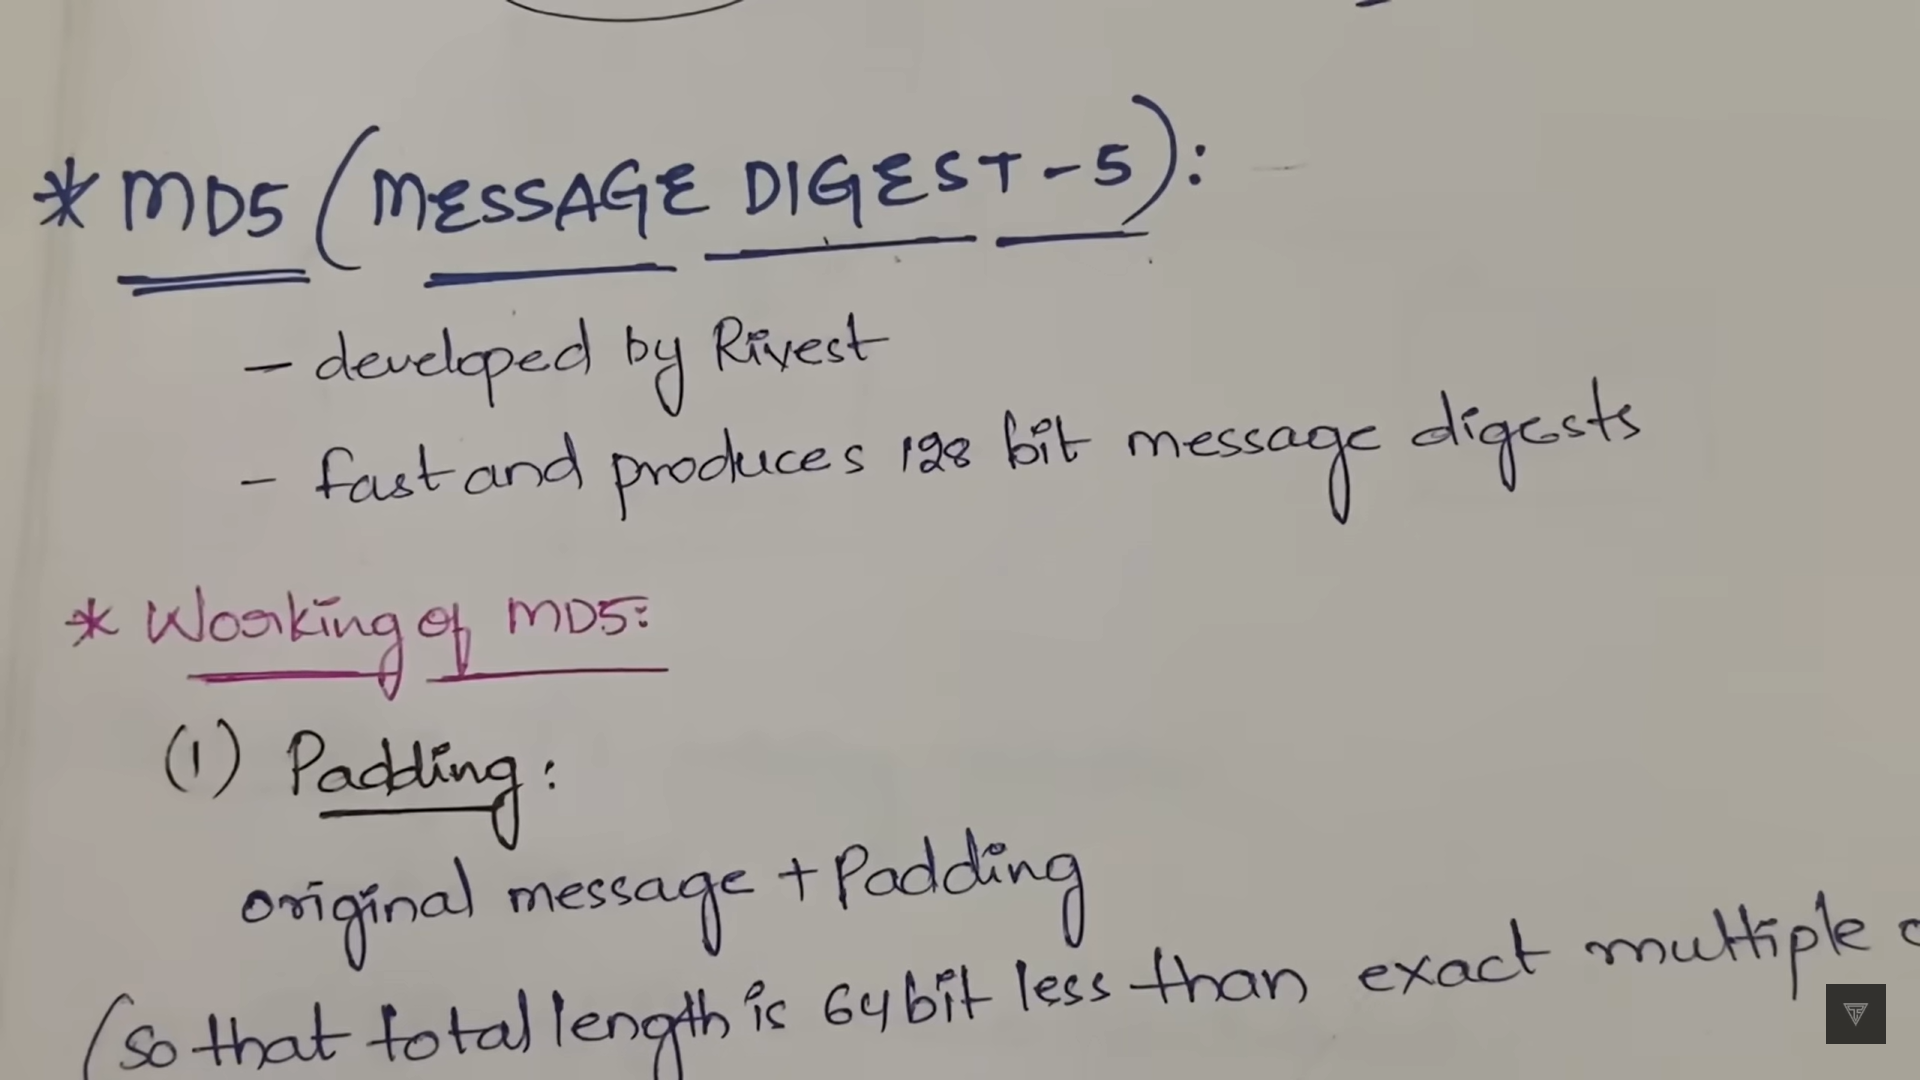 * MD5 (MESSAGE DIGEST-5):
- developed by Rivest
- fast and produces 128 bit message digests
* Working of MD5:
(1) Padding:
original message + Padding
(so that total length is 64 bit less than exact multiple